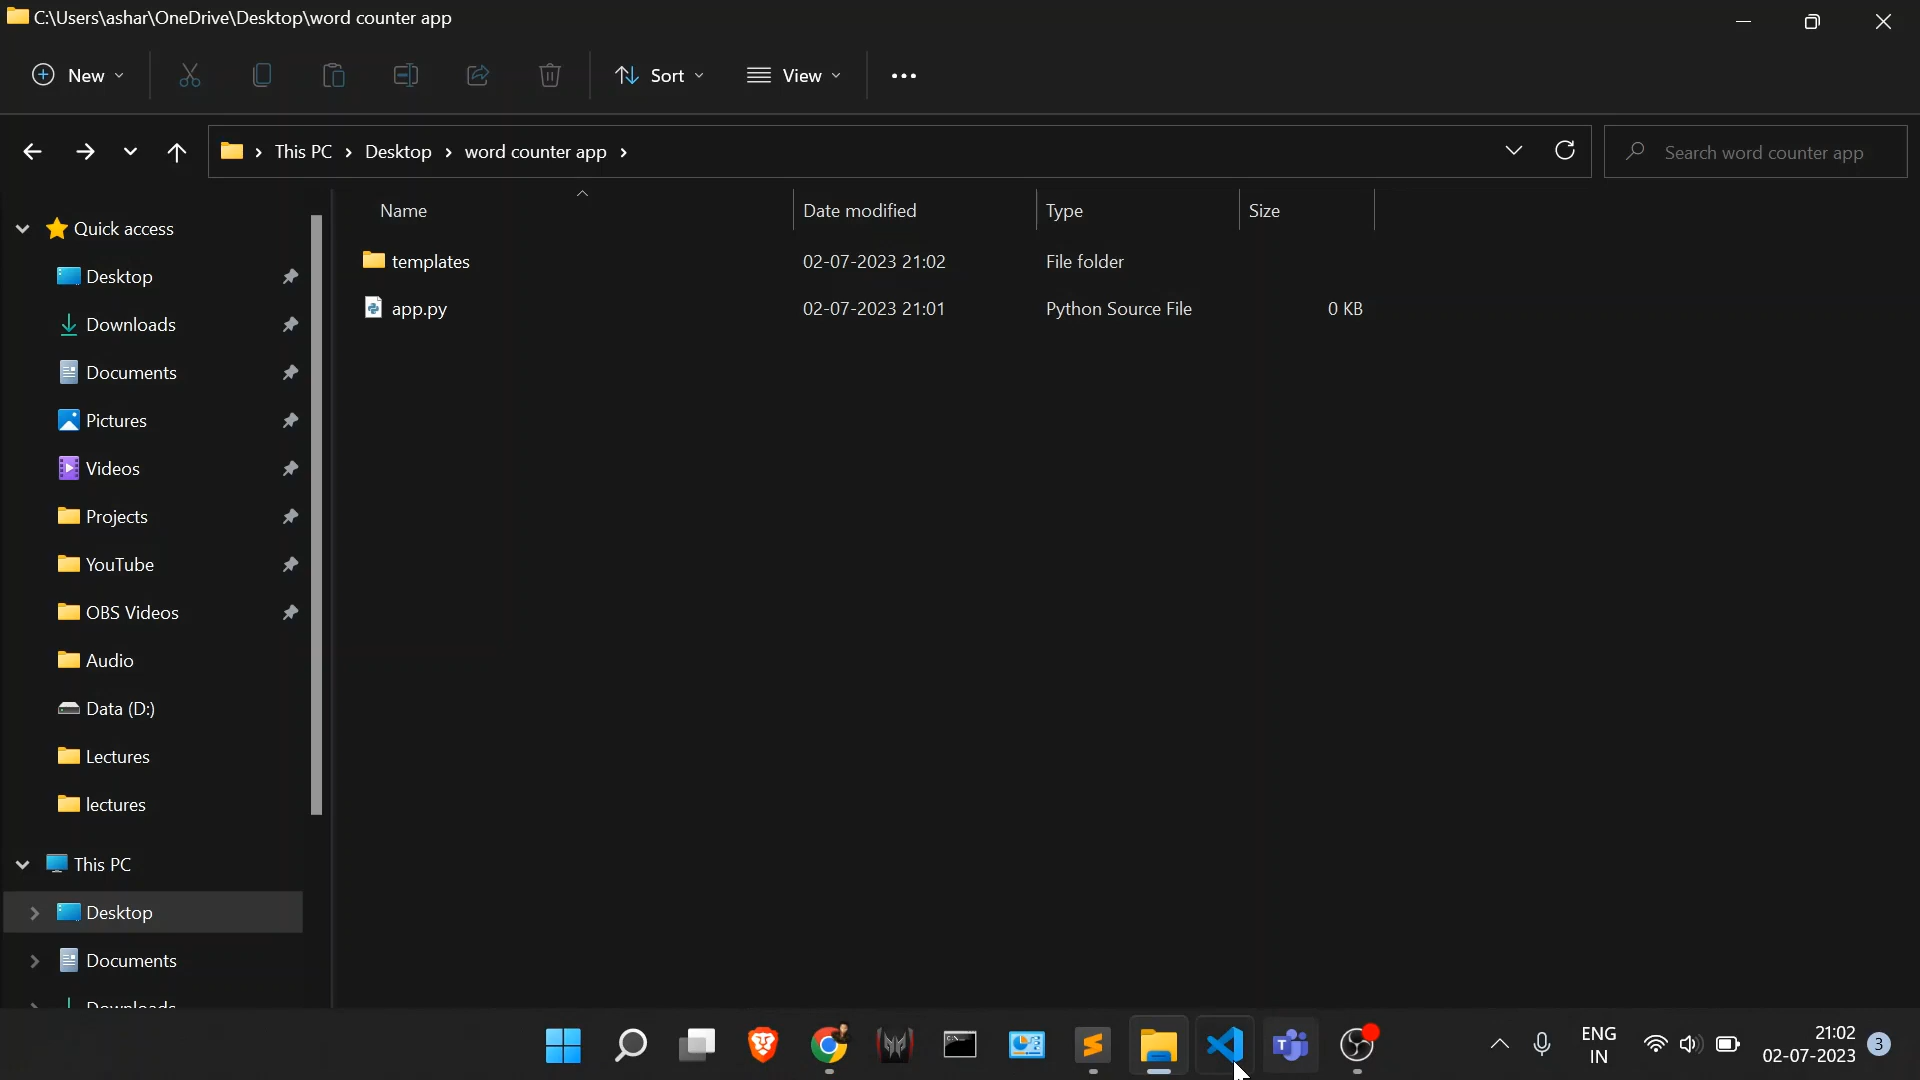 C:\Users\ashar\OneDrive\Desktop\word counter app
New Sort View
This PC Desktop word counter app Search word counter app
Name Date modified Type Size
templates 02-07-2023 21:02 File folder
app.py 02-07-2023 21:01 Python Source File 0 KB
Quick access
Desktop
Downloads
Documents
Pictures
Videos
Projects
YouTube
OBS Videos
Audio
Data (D:)
Lectures
lectures
This PC
Desktop
Documents
Downloads
ENG 21:02
IN 02-07-2023 3